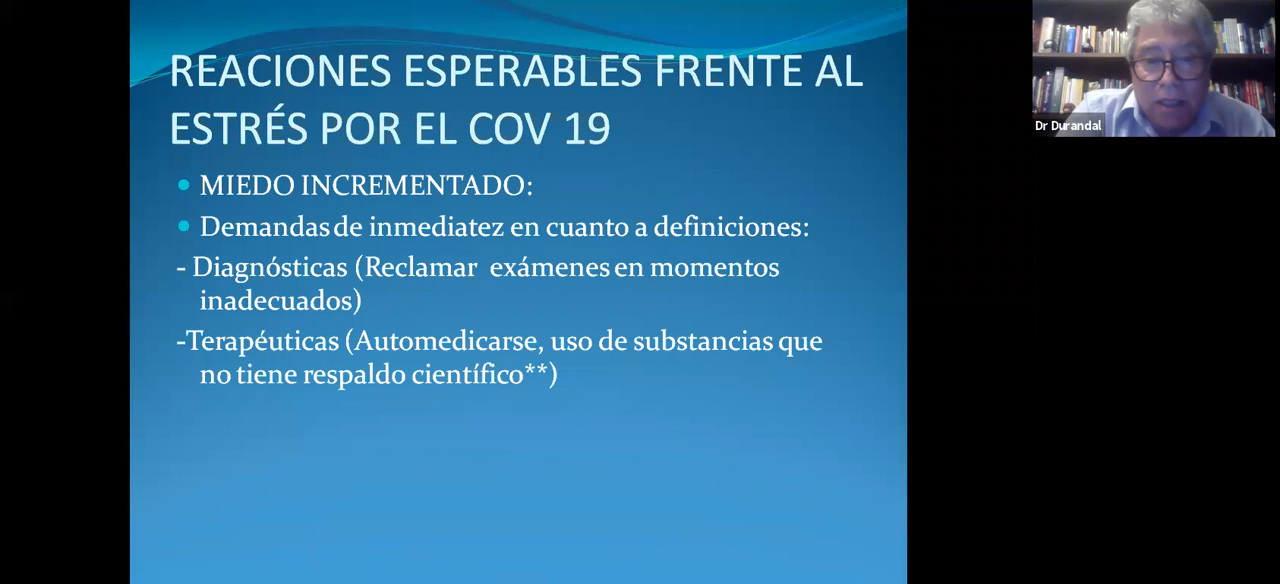 REACIONES ESPERABLES FRENTE AL
ESTRÉS POR EL COV 19
MIEDO INCREMENTADO:
Demandas de inmediatez en cuanto a definiciones:
- Diagnósticas (Reclamar exámenes en momentos
inadecuados)
-Terapéuticas (Automedicarse, uso de substancias que
no tiene respaldo científico**)
Dr Durandal